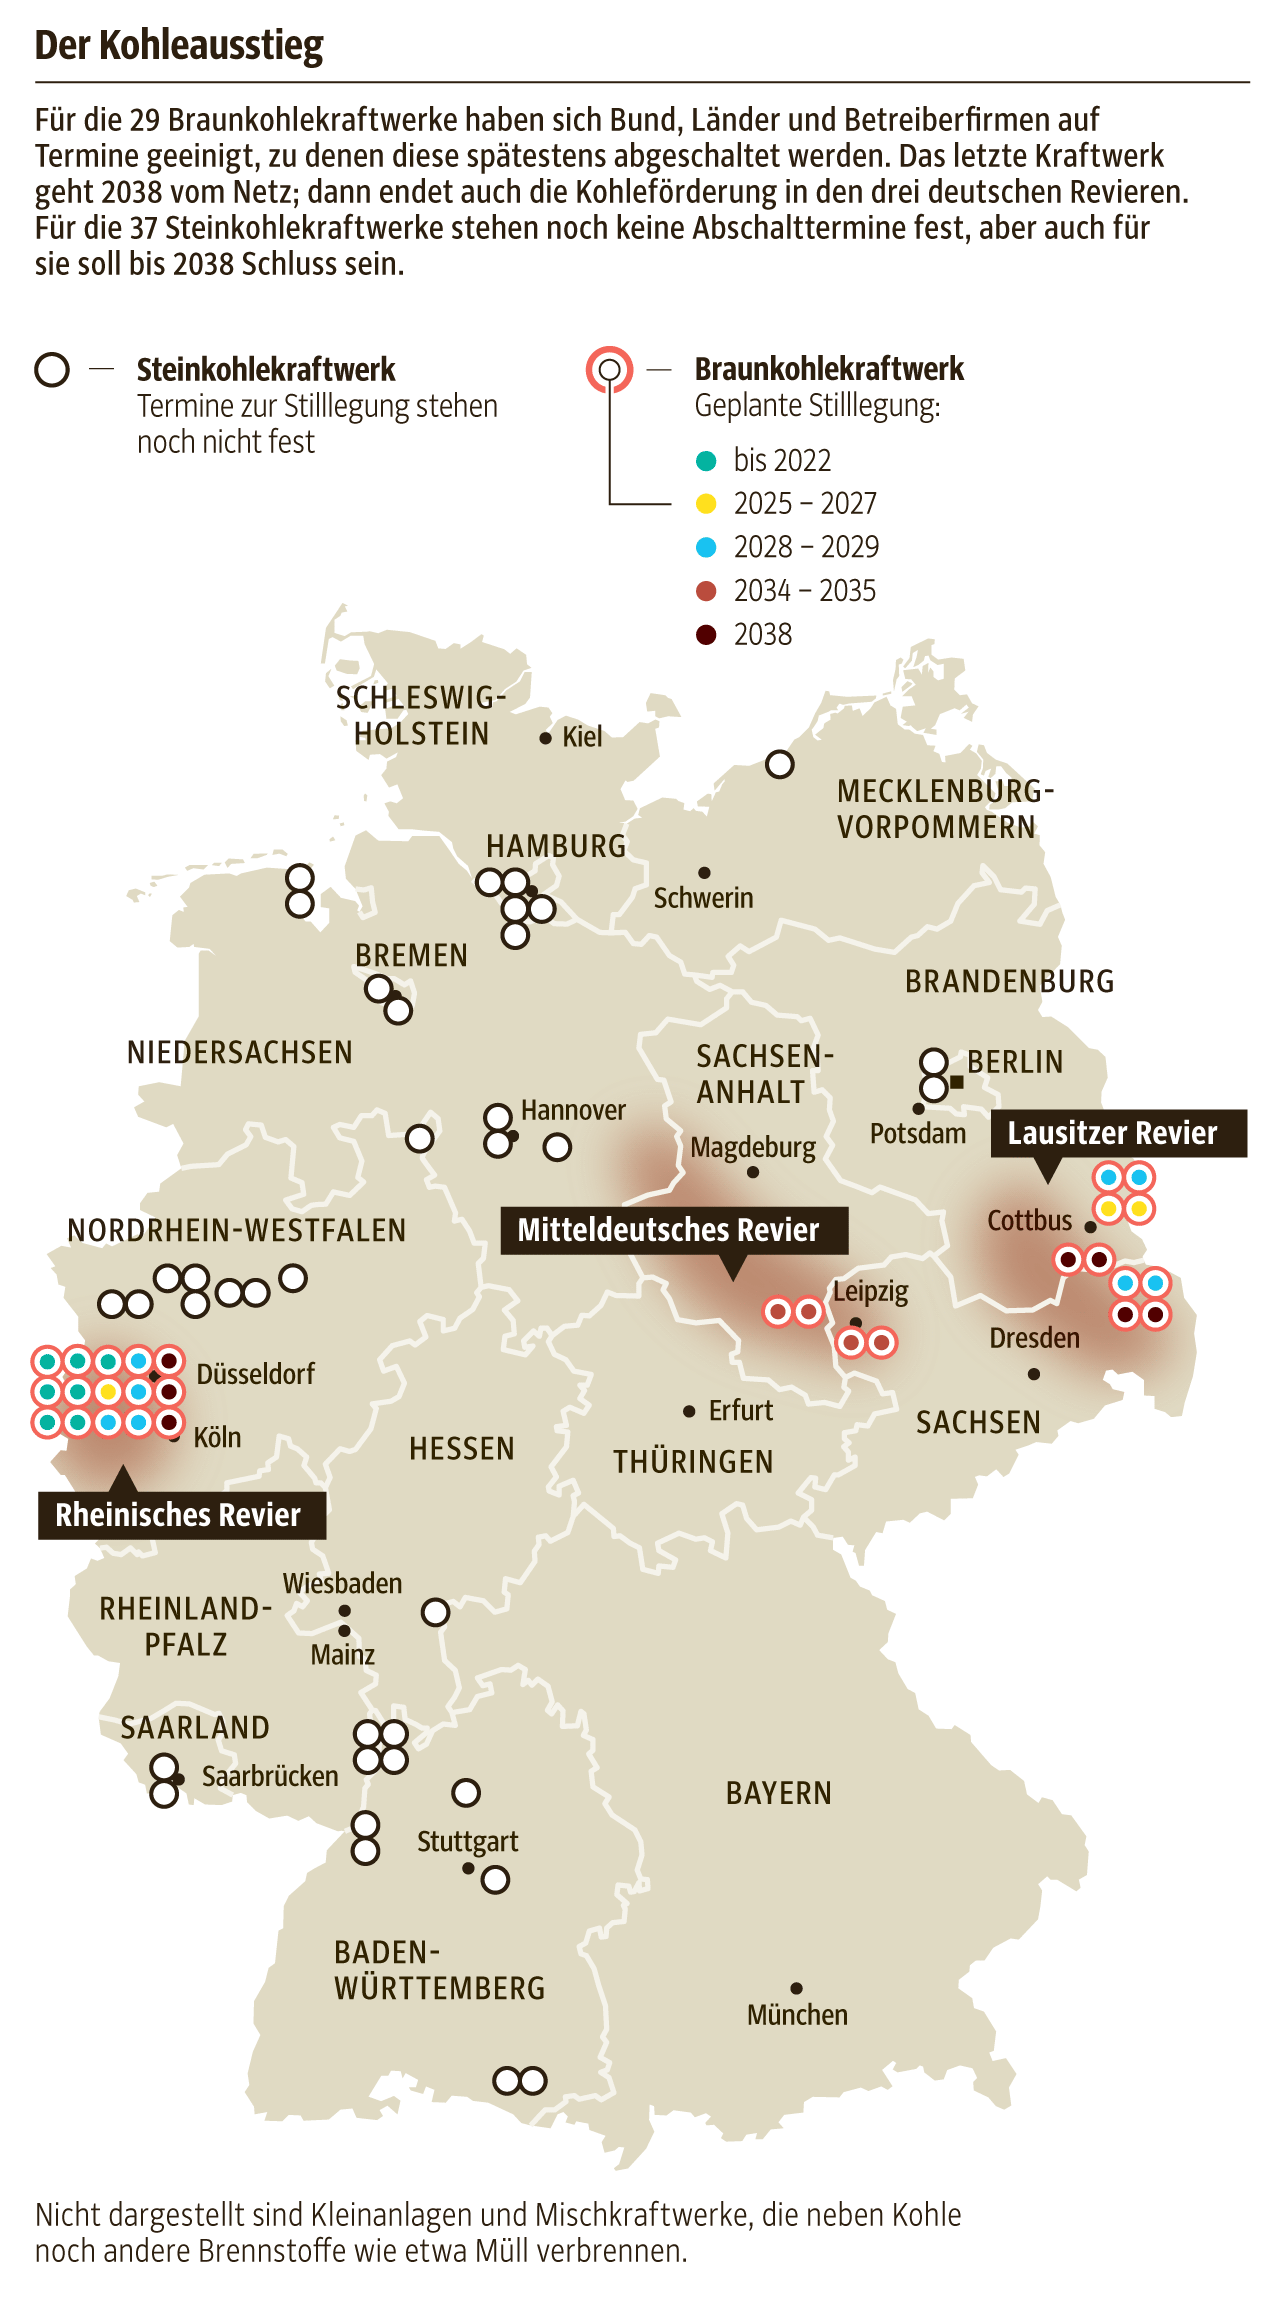 Der Kohleausstieg
Für die 29 Braunkohlekraftwerke haben sich Bund, Länder und Betreiberfirmen auf
Termine geeinigt, zu denen diese spätestens abgeschaltet werden. Das letzte Kraftwerk
geht 2038 vom Netz; dann endet auch die Kohleförderung in den drei deutschen Revieren.
Für die 37 Steinkohlekraftwerke stehen noch keine Abschalttermine fest, aber auch für
sie soll bis 2038 Schluss sein.
Steinkohlekraftwerk
Termine zur Stilllegung stehen
noch nicht fest
Braunkohlekraftwerk
Geplante Stilllegung:
bis 2022
2025 – 2027
2028 – 2029
2034 – 2035
2038
SCHLESWIG-
HOLSTEIN
Kiel
MECKLENBURG-
VORPOMMERN
HAMBURG
Schwerin
BREMEN
BRANDENBURG
NIEDERSACHSEN
SACHSEN-
ANHALT
BERLIN
Hannover
Potsdam
Lausitzer Revier
Magdeburg
Cottbus
NORDRHEIN-WESTFALEN
Mitteldeutsches Revier
Leipzig
Dresden
Düsseldorf
Erfurt
SACHSEN
Köln
HESSEN
THÜRINGEN
Rheinisches Revier
Wiesbaden
RHEINLAND-
PFALZ
Mainz
SAARLAND
Saarbrücken
BAYERN
Stuttgart
BADEN-
WÜRTTEMBERG
München
Nicht dargestellt sind Kleinanlagen und Mischkraftwerke, die neben Kohle
noch andere Brennstoffe wie etwa Müll verbrennen.